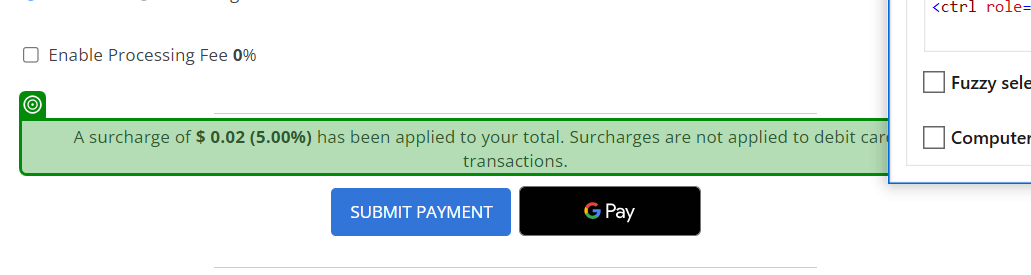 <ctrl role=
Enable Processing Fee 0%
Fuzzy sele
A surcharge of $ 0.02 (5.00%) has been applied to your total. Surcharges are not applied to debit car
transactions.
Computer
SUBMIT PAYMENT
G Pay